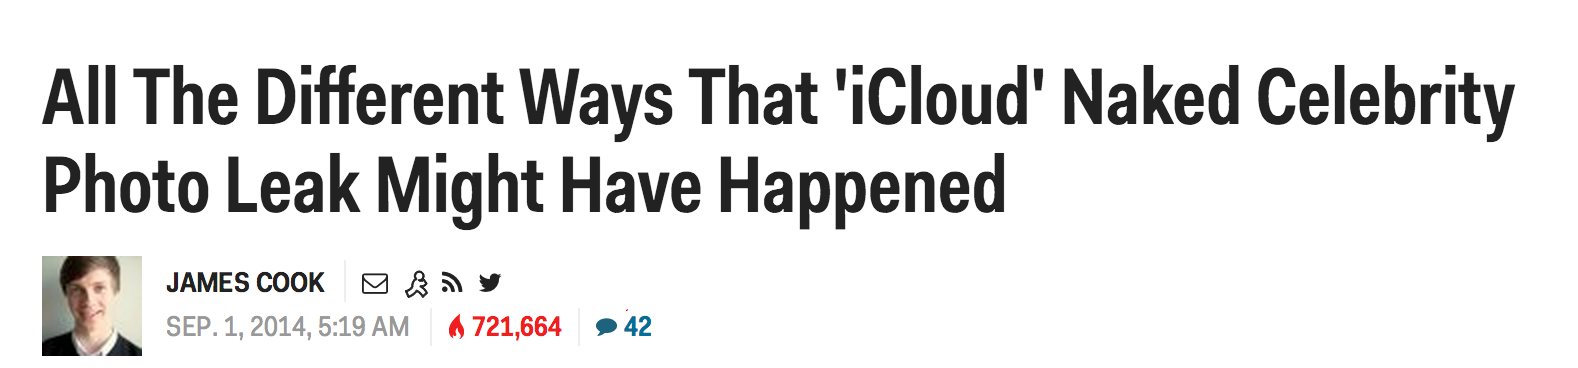 All The Different Ways That 'iCloud' Naked Celebrity
Photo Leak Might Have Happened
JAMES COOK
SEP. 1, 2014, 5:19 AM 721,664 42